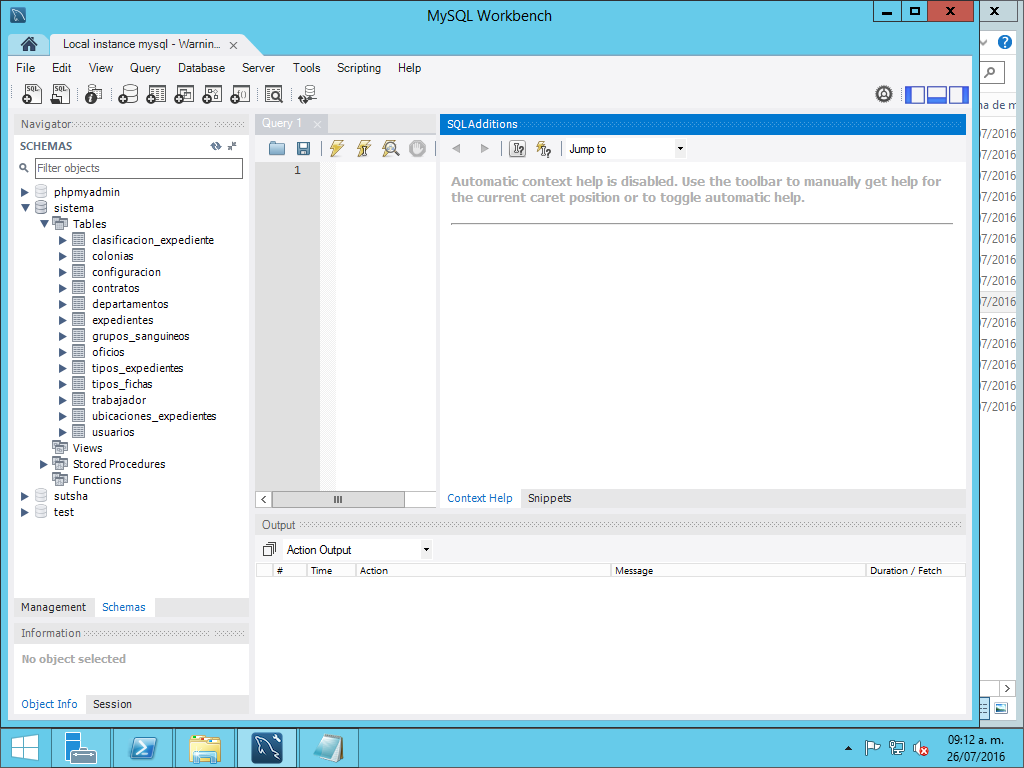 MySQL Workbench
Local instance mysql - Warnin...
File Edit View Query Database Server Tools Scripting Help
Navigator
SCHEMAS
Filter objects
phpmyadmin
sistema
Tables
clasificacion_expediente
colonias
configuracion
contratos
departamentos
expedientes
grupos_sanguineos
oficios
tipos_expedientes
tipos_fichas
trabajador
ubicaciones_expedientes
usuarios
Views
Stored Procedures
Functions
sutsha
test
Management Schemas
Information
No object selected
Object Info Session
Query 1
1
SQLAdditions
Jump to
Automatic context help is disabled. Use the toolbar to manually get help for
the current caret position or to toggle automatic help.
Context Help Snippets
Output
Action Output
# Time Action Message Duration / Fetch
na de m
07/2016
07/2016
07/2016
07/2016
07/2016
07/2016
07/2016
07/2016
07/2016
07/2016
07/2016
07/2016
07/2016
07/2016
09:12 a. m.
26/07/2016